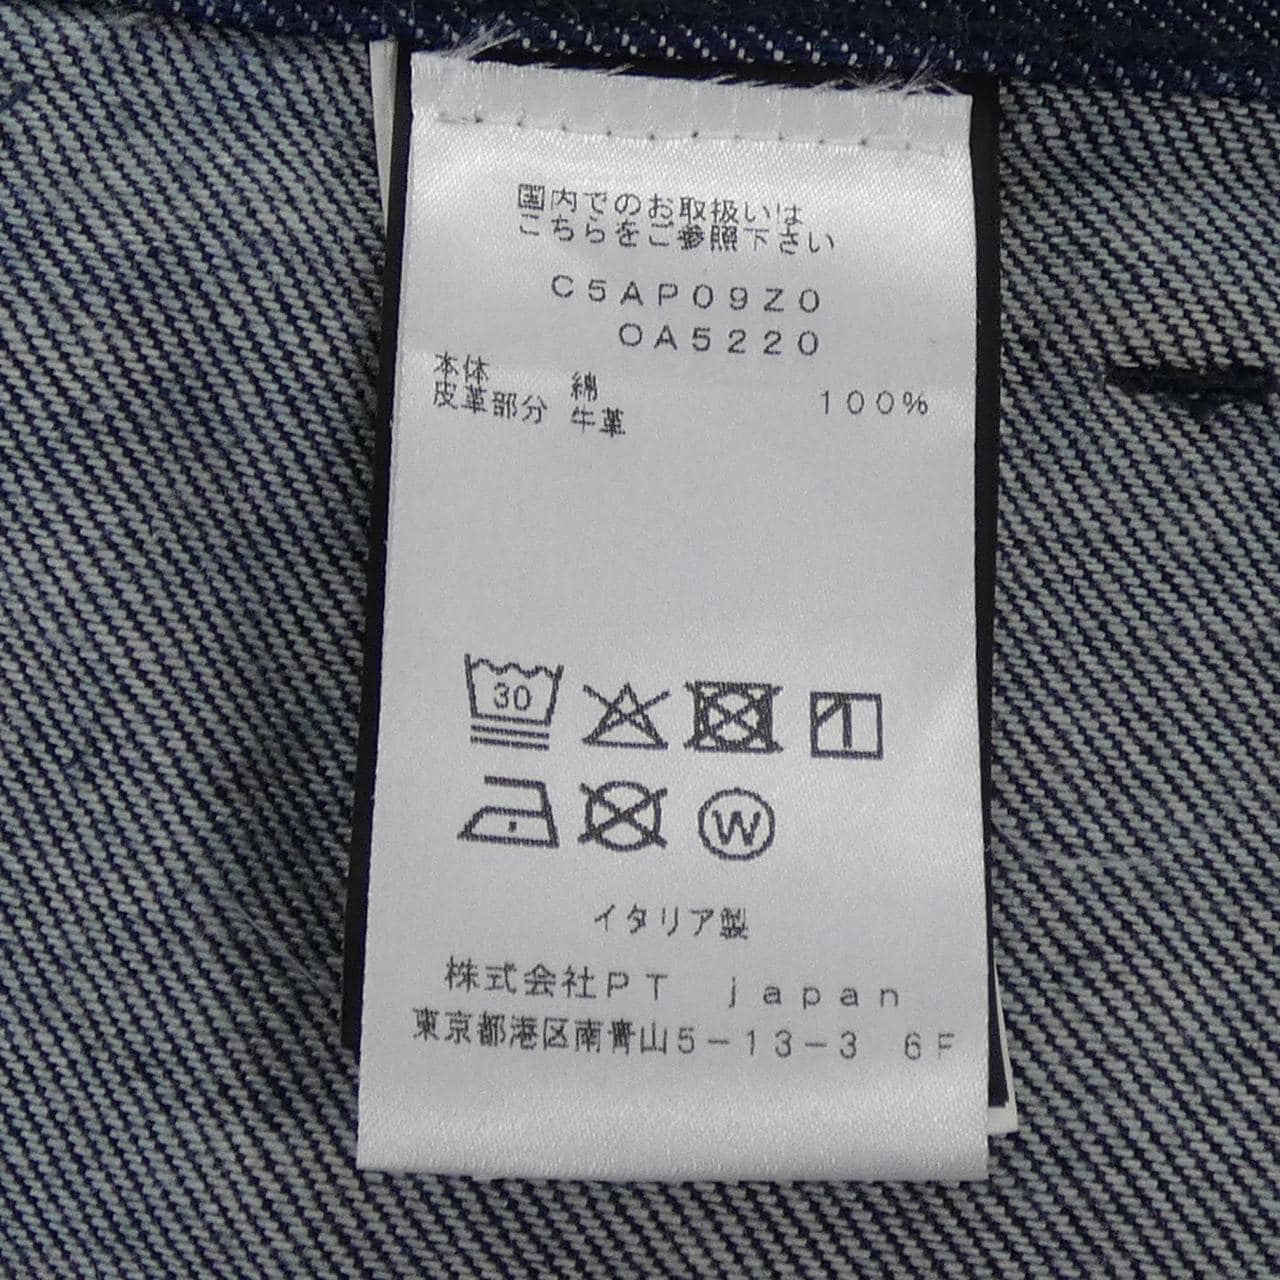 国内でのお取扱いは
こちらをご参照下さい
C5AP09Z0
OA5220
本体 綿 100%
皮革部分 牛革
30
W
イタリア製
株式会社PT japan
東京都港区南青山5-13-3 6F